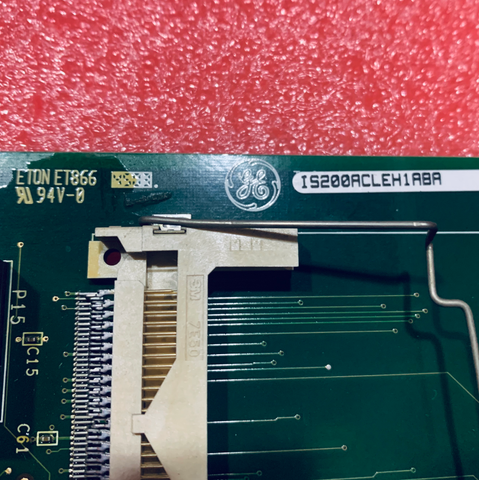 ETON ET866
94V-0
IS200ACLEH1ABA
P15
C15
C61